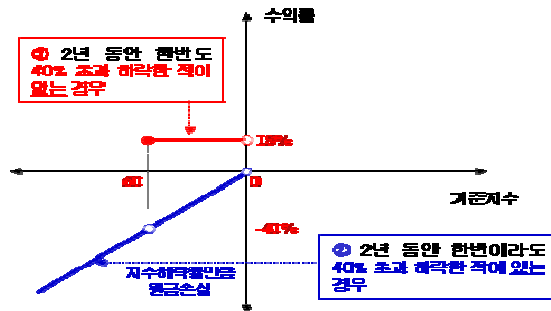 수익률
① 2년 동안 한번도
40% 초과 하락한 적이
없는 경우
0
기준지수
-40%
② 2년 동안 한번이라도
40% 초과 하락한 적이 있는
경우
지수하락률만큼
원금손실